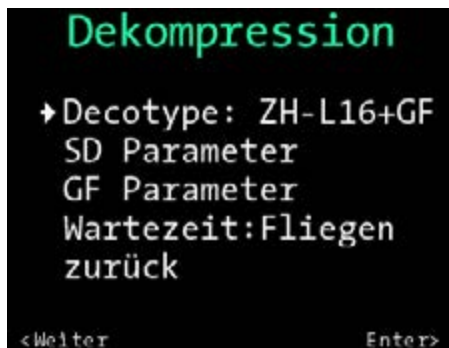 Dekompression
→Decotype: ZH-L16+GF
SD Parameter
GF Parameter
Wartezeit:Fliegen
zurück
<Weiter Enter>